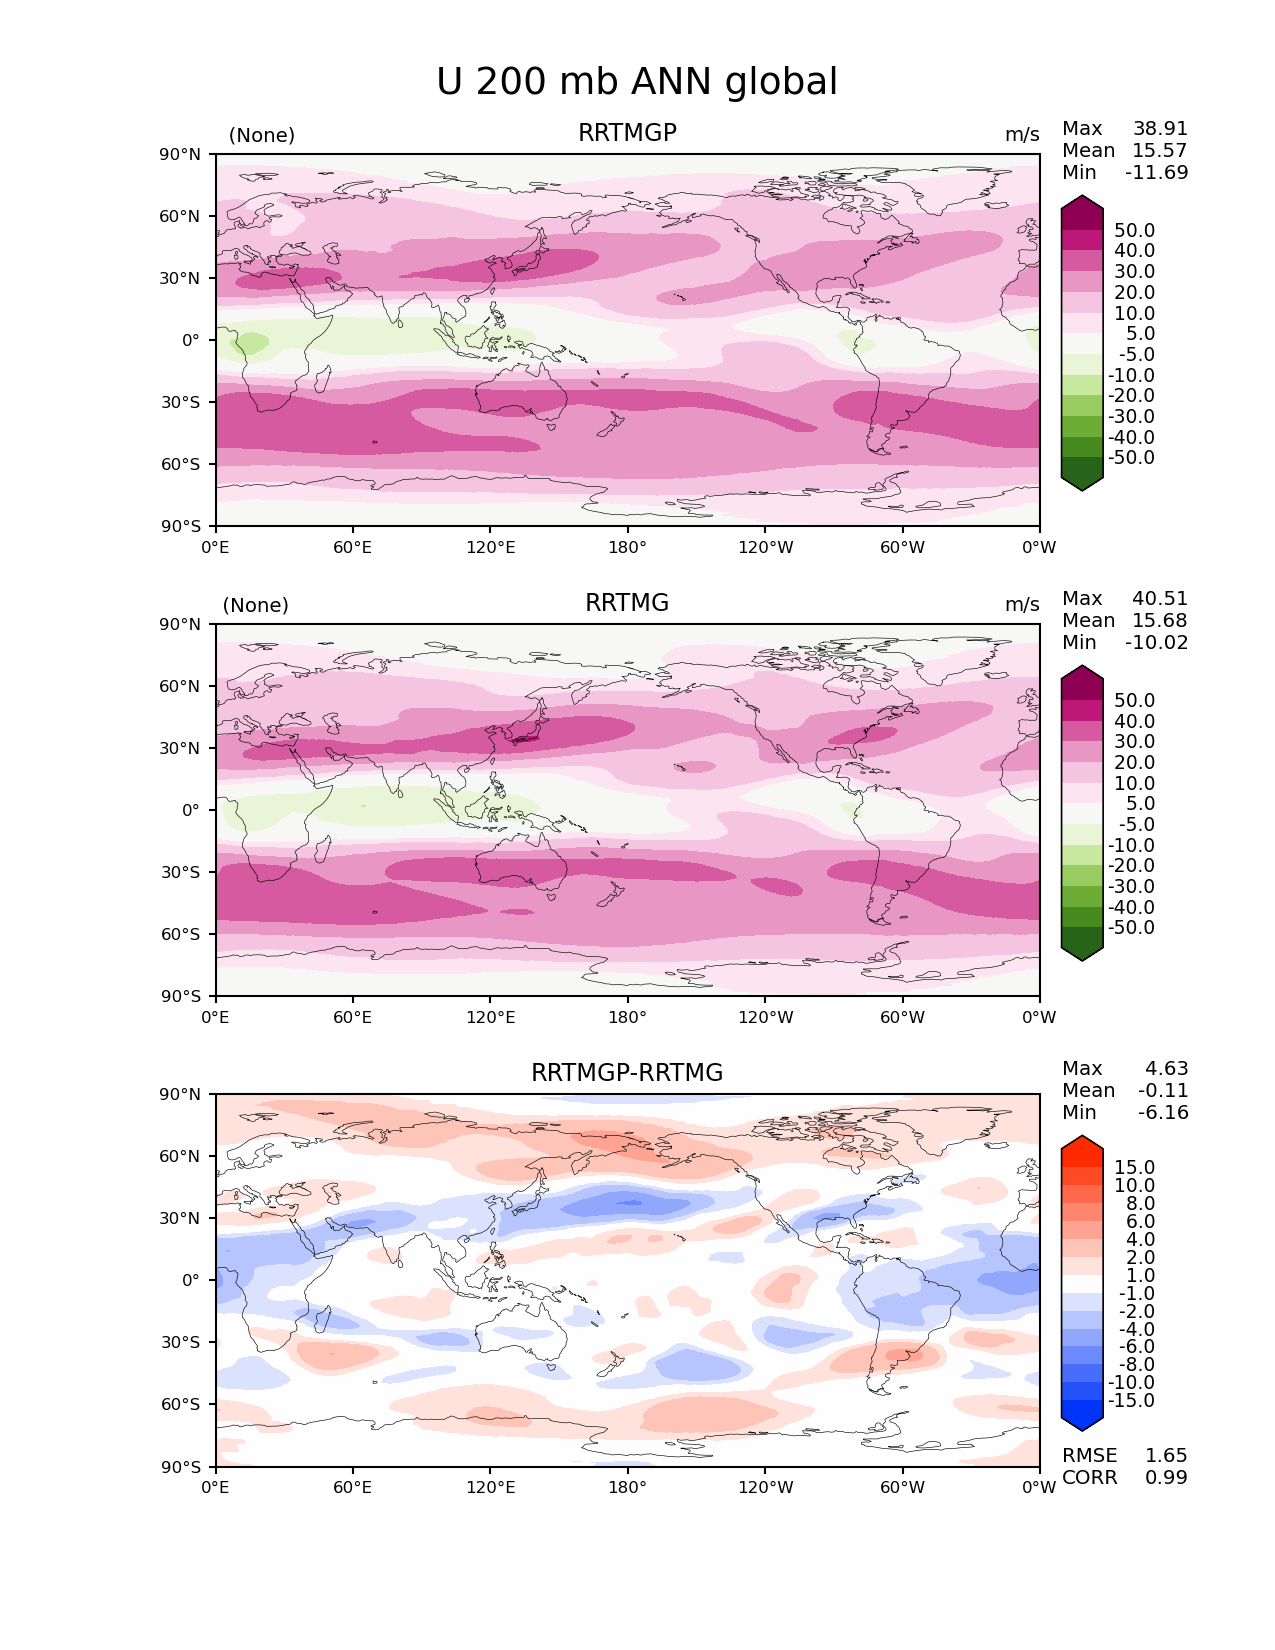 U 200 mb ANN global
(None) RRTMGP m/s
Max 38.91
Mean 15.57
Min -11.69
90°N
60°N
30°N
0°
30°S
60°S
90°S
0°E 60°E 120°E 180° 120°W 60°W 0°W
50.0
40.0
30.0
20.0
10.0
5.0
-5.0
-10.0
-20.0
-30.0
-40.0
-50.0
(None) RRTMG m/s
Max 40.51
Mean 15.68
Min -10.02
90°N
60°N
30°N
0°
30°S
60°S
90°S
0°E 60°E 120°E 180° 120°W 60°W 0°W
50.0
40.0
30.0
20.0
10.0
5.0
-5.0
-10.0
-20.0
-30.0
-40.0
-50.0
RRTMGP-RRTMG
Max 4.63
Mean -0.11
Min -6.16
90°N
60°N
30°N
0°
30°S
60°S
90°S
0°E 60°E 120°E 180° 120°W 60°W 0°W
15.0
10.0
8.0
6.0
4.0
2.0
1.0
-1.0
-2.0
-4.0
-6.0
-8.0
-10.0
-15.0
RMSE 1.65
CORR 0.99